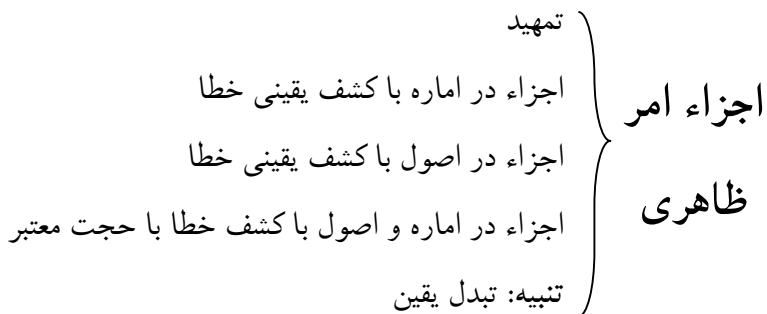 اجزاء امر
ظاهری
تمهید
اجزاء در اماره با کشف یقینی خطا
اجزاء در اصول با کشف یقینی خطا
اجزاء در اماره و اصول با کشف خطا با حجت معتبر
تنبیه: تبدل یقین